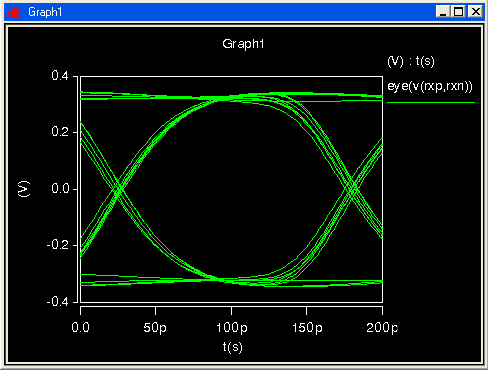 Graph1
Graph1
(V) : t(s)
eye(v(rxp,rxn))
0.4
0.2
0.0
-0.2
-0.4
(V)
0.0 50p 100p 150p 200p
t(s)